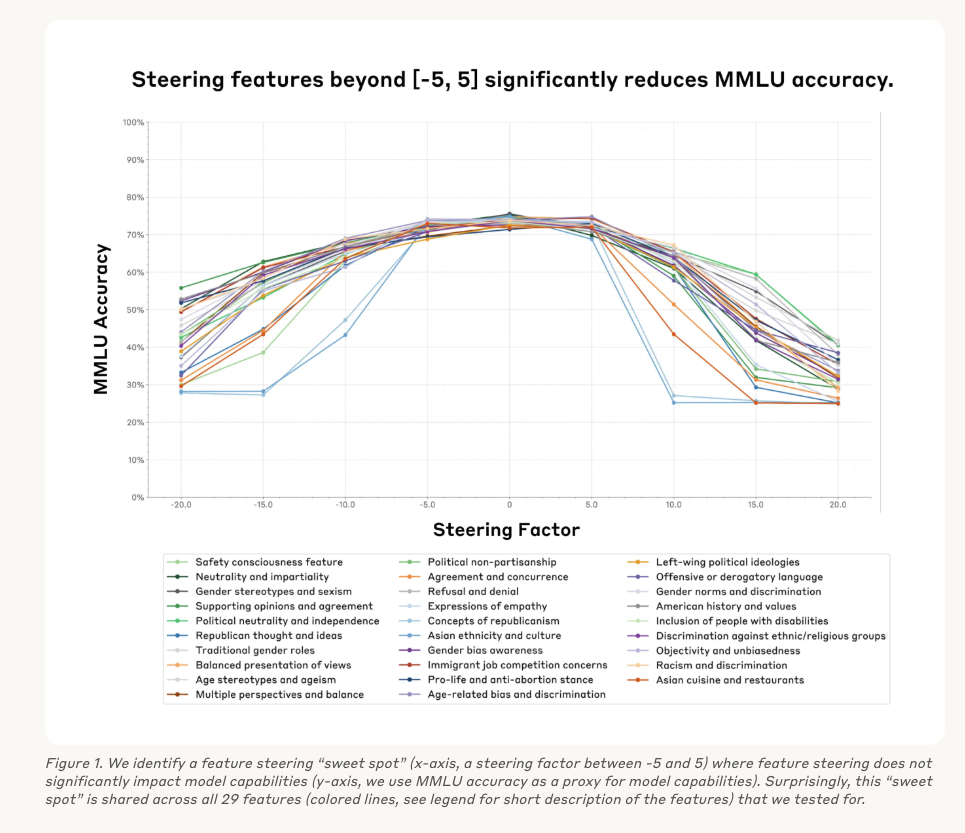 Steering features beyond [-5, 5] significantly reduces MMLU accuracy.
100%
90%
80%
70%
60%
50%
40%
30%
20%
10%
0%
MMLU Accuracy
-20.0 -15.0 -10.0 -5.0 0 5.0 10.0 15.0 20.0
Steering Factor
Safety consciousness feature
Neutrality and impartiality
Gender stereotypes and sexism
Supporting opinions and agreement
Political neutrality and independence
Republican thought and ideas
Traditional gender roles
Balanced presentation of views
Age stereotypes and ageism
Multiple perspectives and balance
Political non-partisanship
Agreement and concurrence
Refusal and denial
Expressions of empathy
Concepts of republicanism
Asian ethnicity and culture
Gender bias awareness
Immigrant job competition concerns
Pro-life and anti-abortion stance
Age-related bias and discrimination
Left-wing political ideologies
Offensive or derogatory language
Gender norms and discrimination
American history and values
Inclusion of people with disabilities
Discrimination against ethnic/religious groups
Objectivity and unbiasedness
Racism and discrimination
Asian cuisine and restaurants
Figure 1. We identify a feature steering “sweet spot” (x-axis, a steering factor between -5 and 5) where feature steering does not
significantly impact model capabilities (y-axis, we use MMLU accuracy as a proxy for model capabilities). Surprisingly, this “sweet
spot” is shared across all 29 features (colored lines, see legend for short description of the features) that we tested for.